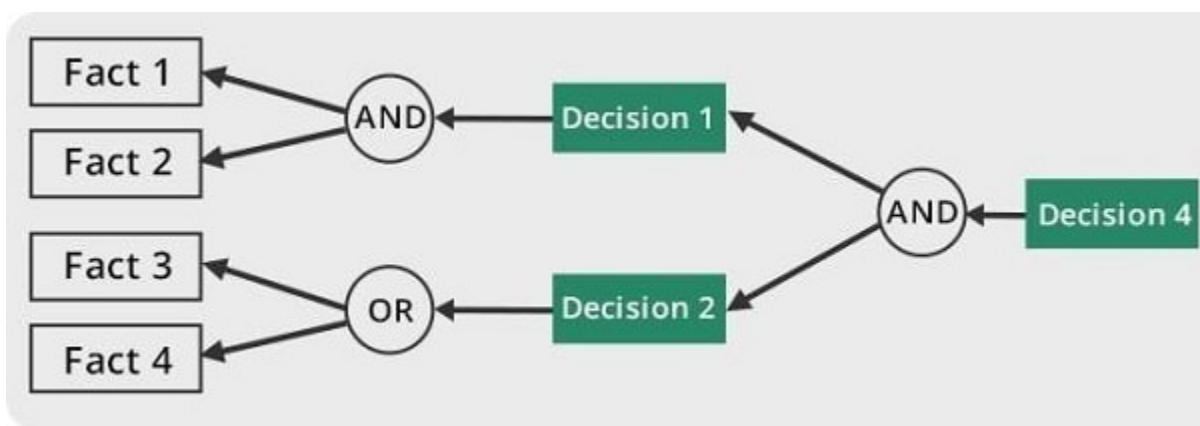 Fact 1
Fact 2
AND
Decision 1
Fact 3
Fact 4
OR
Decision 2
AND
Decision 4